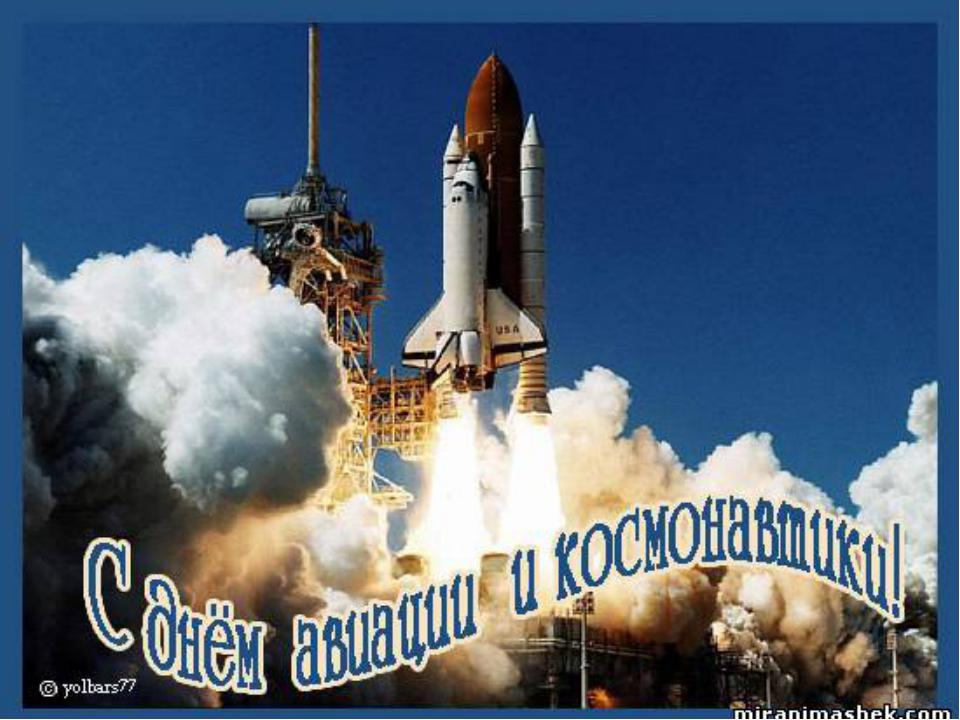 USA
С днём авиации и космонавтики!
© yolbars77
miranimashek.com